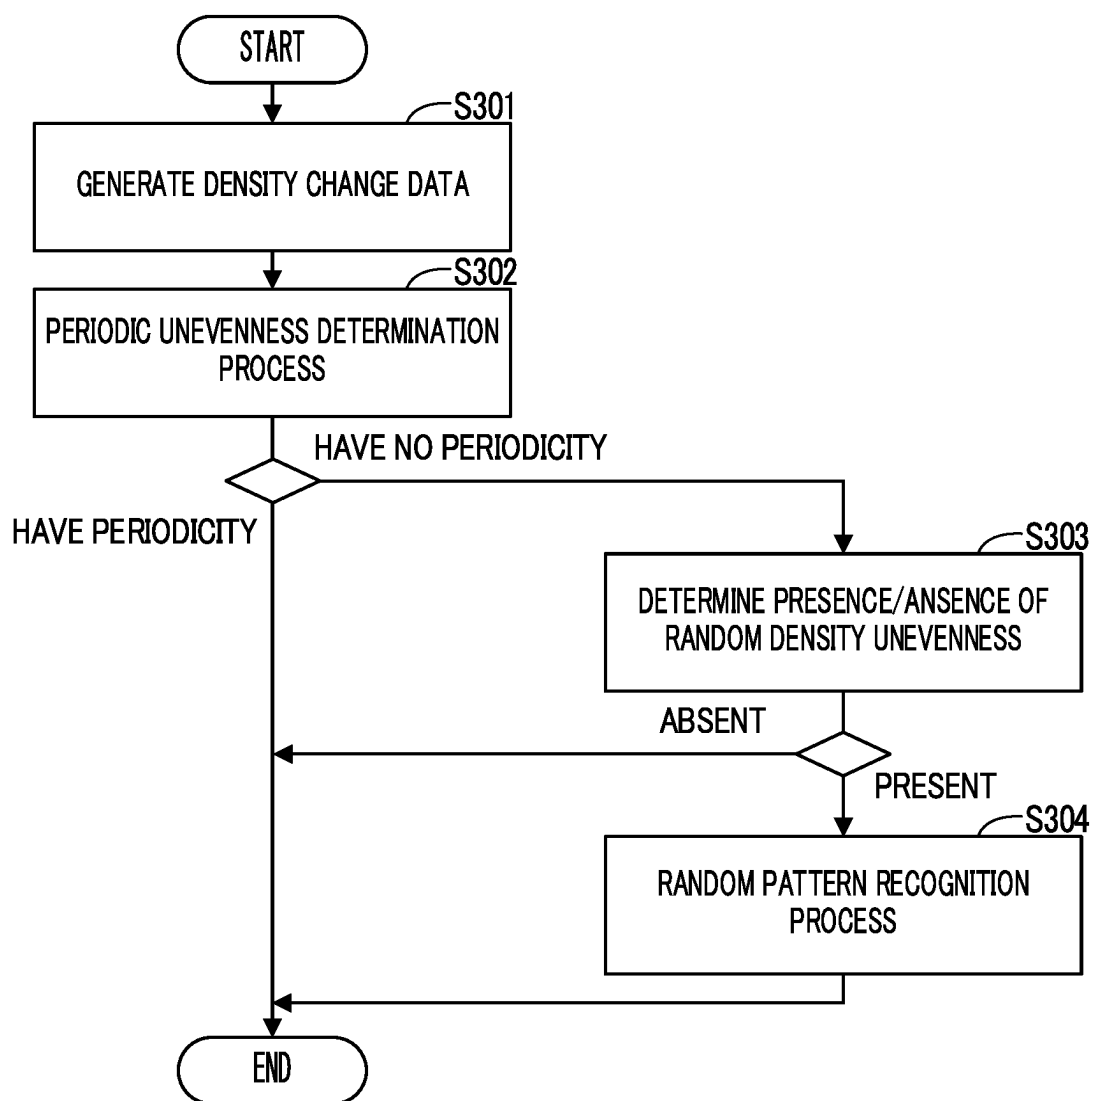 START
S301
GENERATE DENSITY CHANGE DATA
S302
PERIODIC UNEVENNESS DETERMINATION
PROCESS
HAVE NO PERIODICITY
HAVE PERIODICITY
S303
DETERMINE PRESENCE/ANSENCE OF
RANDOM DENSITY UNEVENNESS
ABSENT
PRESENT
S304
RANDOM PATTERN RECOGNITION
PROCESS
END